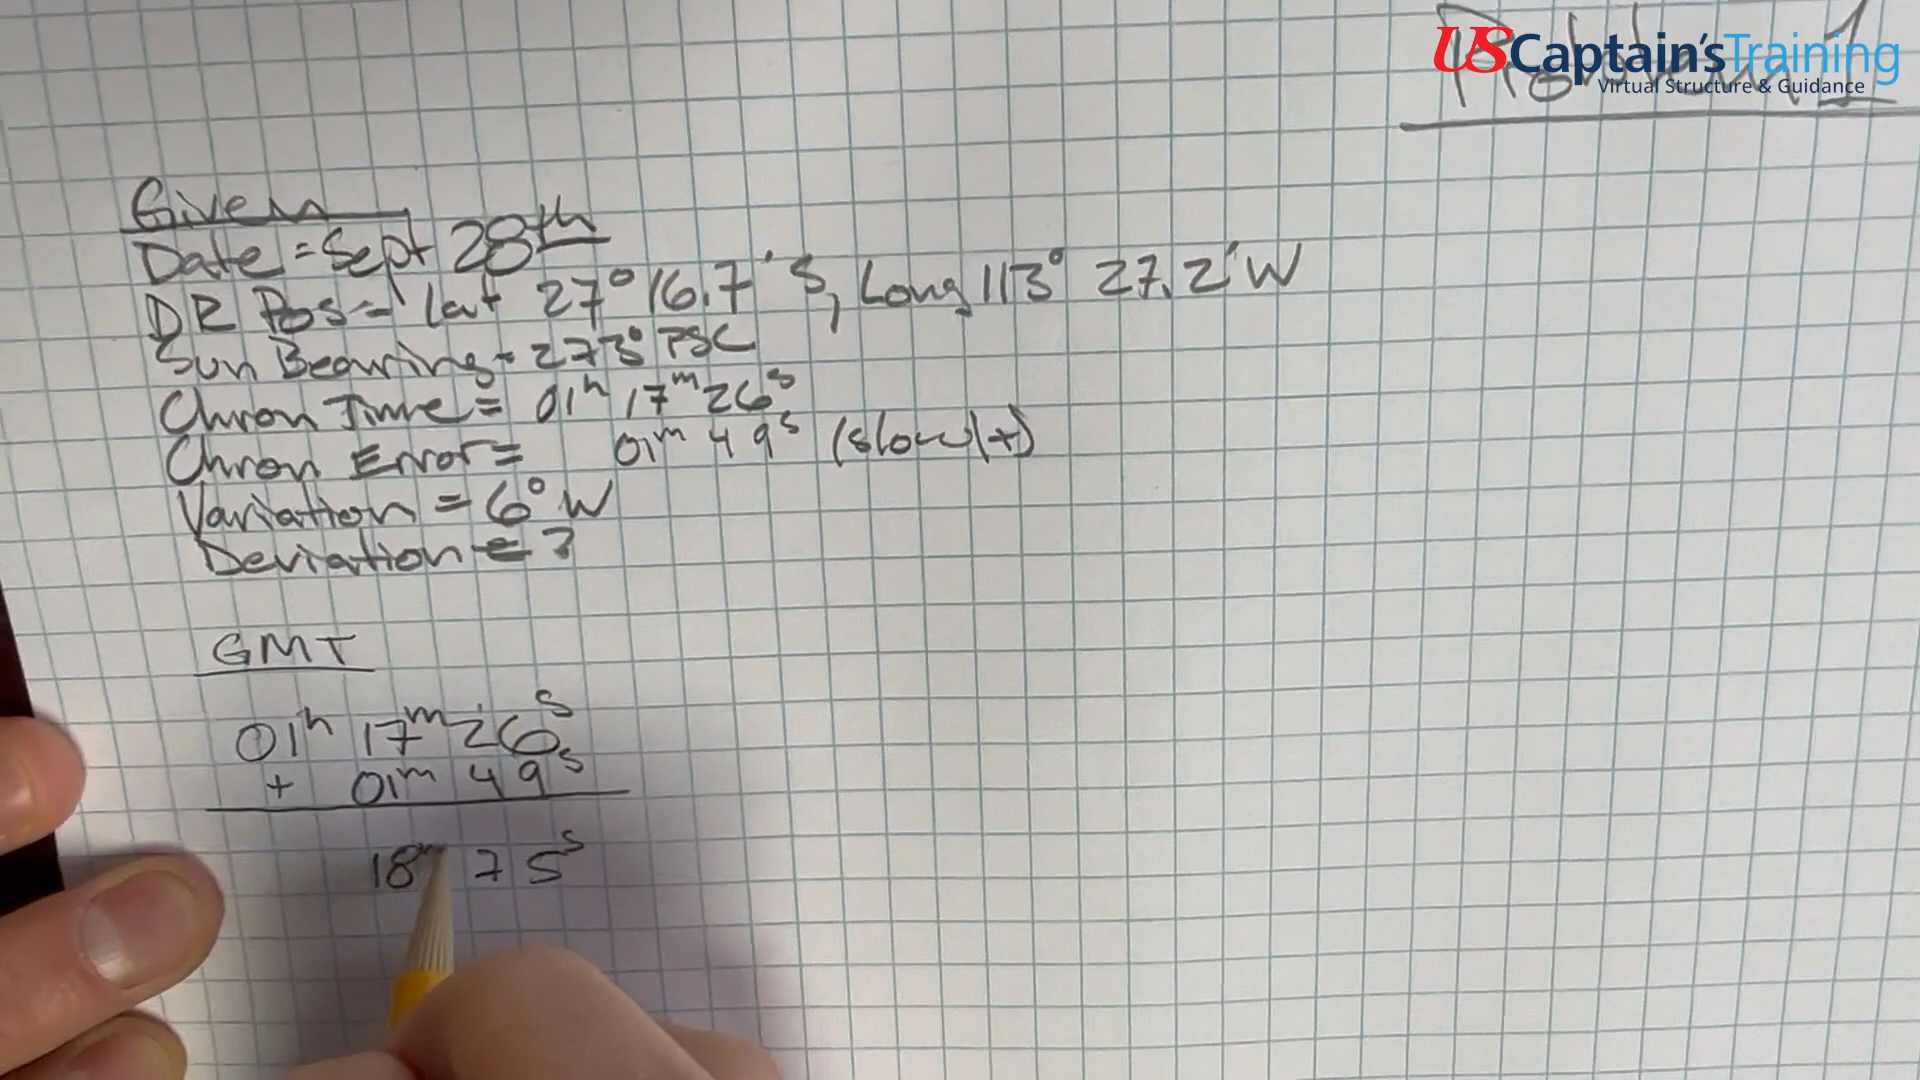 Problem 1
USCaptain'sTraining
Virtual Structure & Guidance
Given
Date = Sept 28th
DR Pos = Lat 27° 16.7' S, Long 113° 27.2' W
Sun Bearing = 273° PSC
Chron Time = 01h 17m 26s
Chron Error = 01m 49s (slow/+)
Variation = 6° W
Deviation = ?
GMT
01h 17m 26s
+ 01m 49s
18m 75s